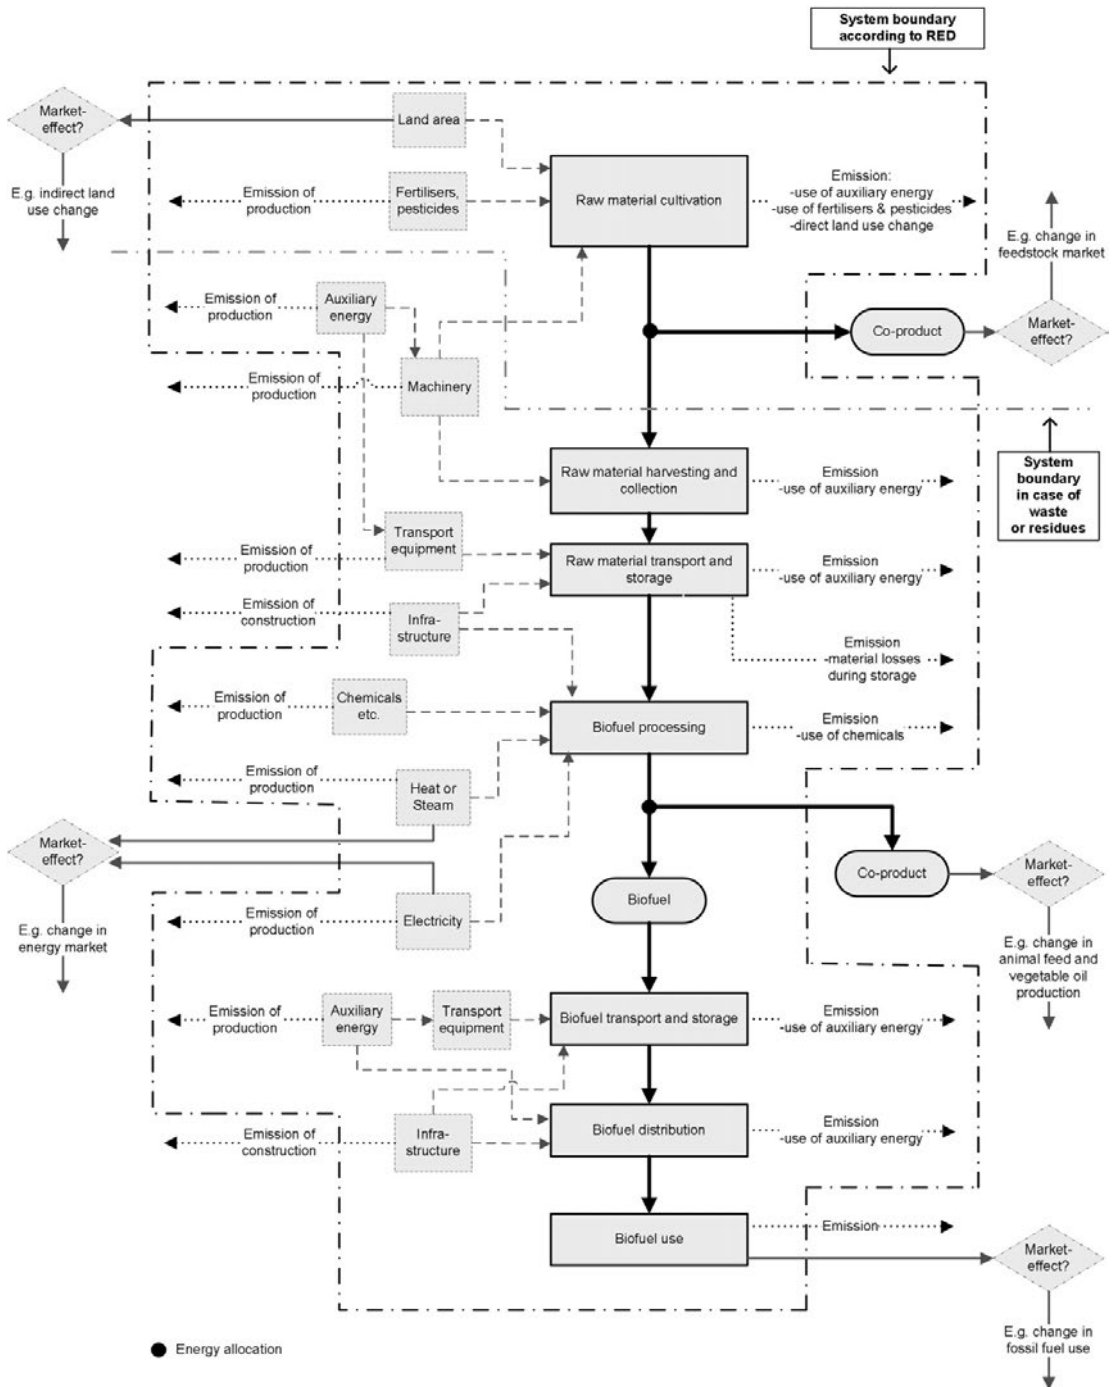 System boundary
according to RED
Market-
effect?
Land area
E.g. indirect land
use change
Emission of
production
Fertilisers,
pesticides
Raw material cultivation
Emission:
-use of auxiliary energy
-use of fertilisers & pesticides
-direct land use change
E.g. change in
feedstock market
Emission of
production
Auxiliary
energy
Co-product
Market-
effect?
Emission of
production
Machinery
System
boundary
in case of
waste
or residues
Raw material harvesting and
collection
Emission
-use of auxiliary energy
Emission of
production
Transport
equipment
Raw material transport and
storage
Emission
-use of auxiliary energy
Emission of
construction
Infra-
structure
Emission
-material losses
during storage
Emission of
production
Chemicals
etc.
Biofuel processing
Emission
-use of chemicals
Emission of
production
Heat or
Steam
Market-
effect?
E.g. change in
energy market
Emission of
production
Electricity
Biofuel
Co-product
Market-
effect?
E.g. change in
animal feed and
vegetable oil
production
Emission of
production
Auxiliary
energy
Transport
equipment
Biofuel transport and storage
Emission
-use of auxiliary energy
Emission of
construction
Infra-
structure
Biofuel distribution
Emission
-use of auxiliary energy
Biofuel use
Emission
Market-
effect?
E.g. change in
fossil fuel use
Energy allocation